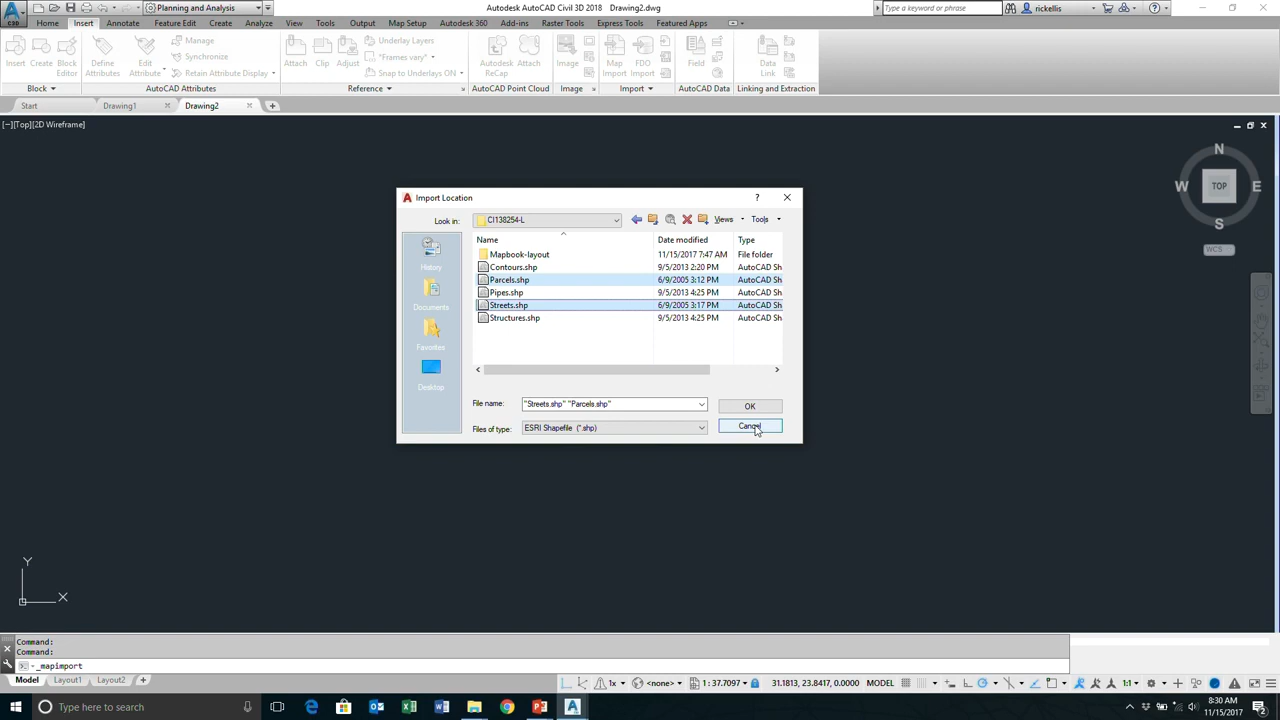 C3D
Planning and Analysis
Autodesk AutoCAD Civil 3D 2018 Drawing2.dwg
Type a keyword or phrase
rickellis
Home Insert Annotate Feature Edit Create Analyze View Tools Output Map Setup Autodesk 360 Add-ins Raster Tools Express Tools Featured Apps
Insert
Create
Block
Editor
Define
Attributes
Edit
Attribute
Manage
Synchronize
Retain Attribute Display
Attach
Clip
Adjust
Underlay Layers
*Frames vary*
Snap to Underlays ON
Autodesk
ReCap
Attach
Image
Map
Import
FDO
Import
Field
Data
Link
Block AutoCAD Attributes Reference AutoCAD Point Cloud Image Import AutoCAD Data Linking and Extraction
Start Drawing1 Drawing2
[−][Top][2D Wireframe]
N
W TOP E
S
WCS
Import Location
Look in: CI138254-L Views Tools
Name Date modified Type
Mapbook-layout 11/15/2017 7:47 AM File folder
Contours.shp 9/5/2013 2:20 PM AutoCAD Sh
Parcels.shp 6/9/2005 3:12 PM AutoCAD Sh
Pipes.shp 9/5/2013 4:25 PM AutoCAD Sh
Streets.shp 6/9/2005 3:17 PM AutoCAD Sh
Structures.shp 9/5/2013 4:25 PM AutoCAD Sh
History
Documents
Favorites
Desktop
File name: "Streets.shp" "Parcels.shp" OK
Files of type: ESRI Shapefile (*.shp) Cancel
Y
X
Command:
Command:
_mapimport
Model Layout1 Layout2
1x <none> 1 : 37.7097 31.1813, 23.8417, 0.0000 MODEL 1:1
Type here to search
8:30 AM
11/15/2017